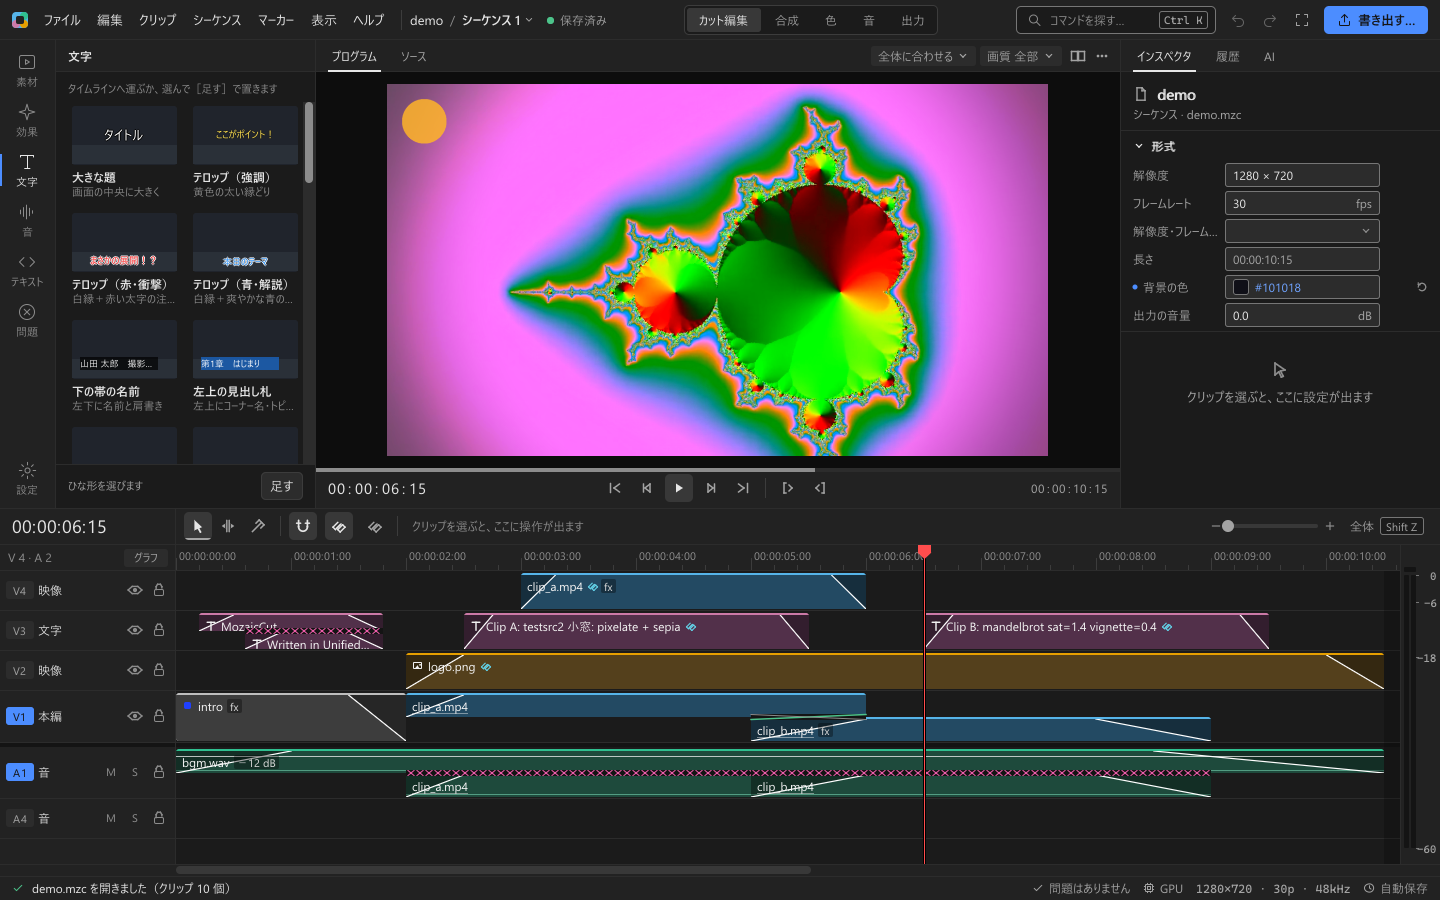 ファイル 編集 クリップ シーケンス マーカー 表示 ヘルプ demo / シーケンス 1 保存済み カット編集 合成 色 音 出力 コマンドを探す... Ctrl K 書き出す...
素材
効果
文字
音
テキスト
問題
設定
文字
タイムラインへ運ぶか、選んで［足す］で置きます
タイトル
大きな題
画面の中央に大きく
ここがポイント！
テロップ（強調）
黄色の太い縁どり
まさかの展開！？
テロップ（赤・衝撃）
白縁＋赤い太字の注...
本日のテーマ
テロップ（青・解説）
白縁＋爽やかな青の...
山田 太郎 撮影...
下の帯の名前
左下に名前と肩書き
第1章 はじまり
左上の見出し札
左上にコーナー名・トピ...
ひな形を選びます 足す
プログラム ソース 全体に合わせる 画質 全部
00:00:06:15 00:00:10:15
インスペクタ 履歴 AI
demo
シーケンス · demo.mzc
形式
解像度 1280 × 720
フレームレート 30 fps
解像度・フレーム...
長さ 00:00:10:15
背景の色 #101018
出力の音量 0.0 dB
クリップを選ぶと、ここに設定が出ます
00:00:06:15 クリップを選ぶと、ここに操作が出ます 全体 Shift Z
V 4 · A 2 グラフ 00:00:00:00 00:00:01:00 00:00:02:00 00:00:03:00 00:00:04:00 00:00:05:00 00:00:06:0 00:00:07:00 00:00:08:00 00:00:09:00 00:00:10:00
V4 映像 clip_a.mp4 fx
V3 文字 MozaicCut Clip A: testsrc2 小窓: pixelate + sepia Clip B: mandelbrot sat=1.4 vignette=0.4
Written in Unified...
V2 映像 logo.png
V1 本編 intro fx clip_a.mp4
clip_b.mp4 fx
A1 音 M S bgm.wav −12 dB
clip_a.mp4 clip_b.mp4
A4 音 M S
0
-6
-18
-60
demo.mzc を開きました（クリップ 10 個） 問題はありません GPU 1280×720 · 30p · 48kHz 自動保存